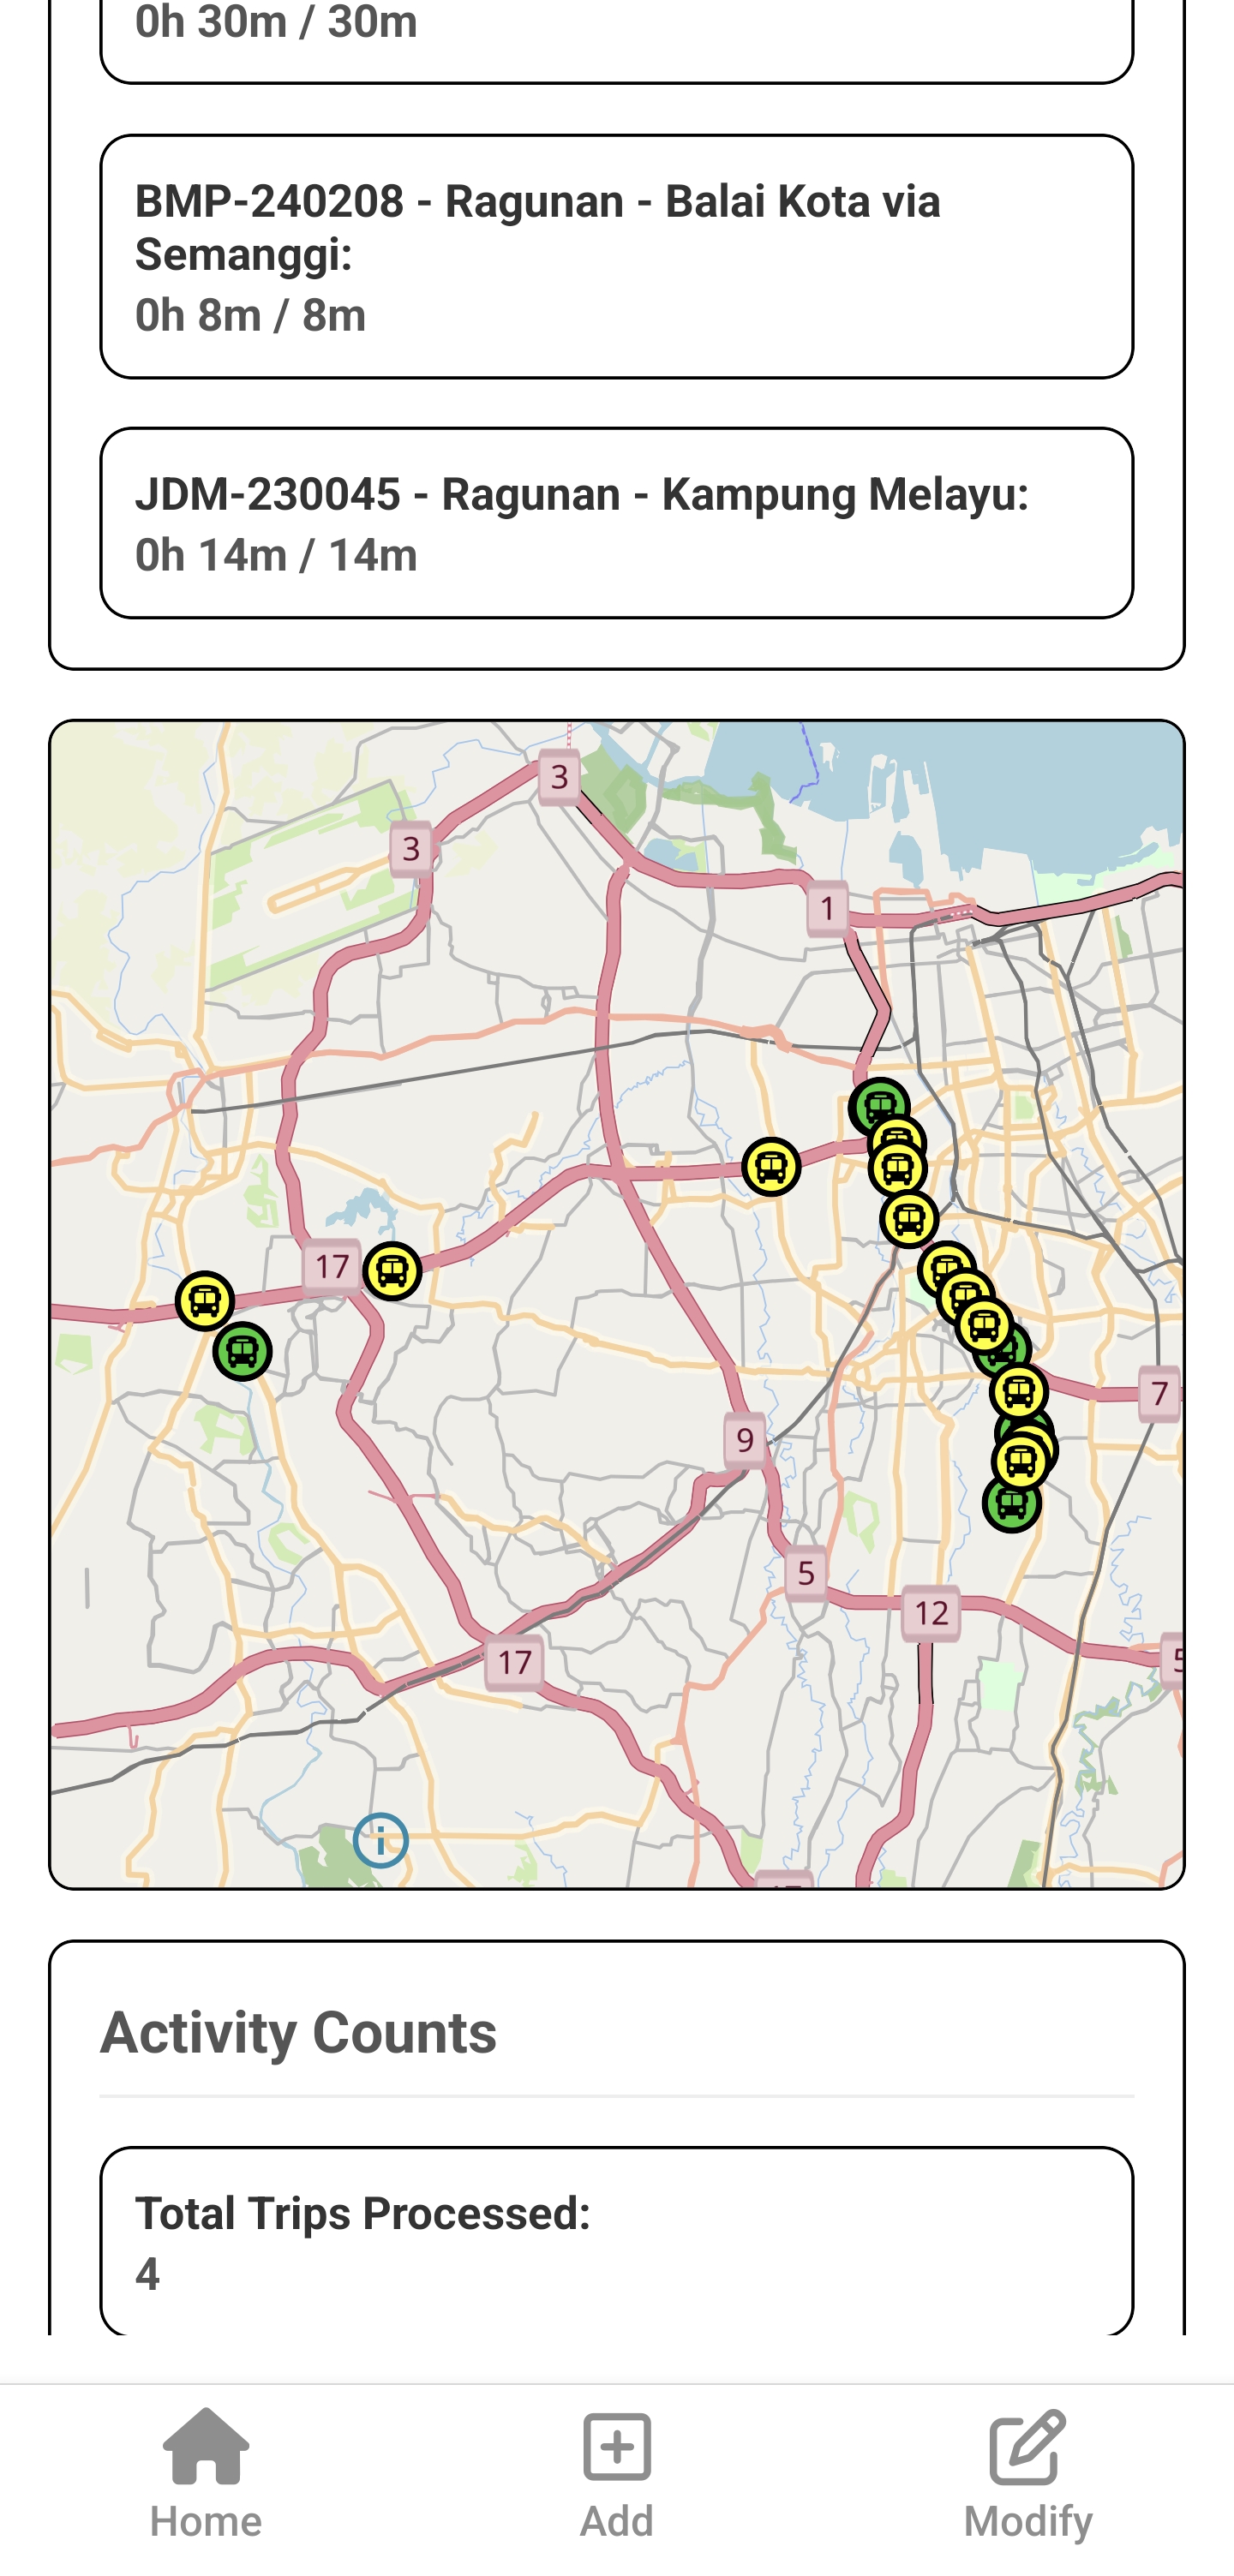 0h 30m / 30m
BMP-240208 - Ragunan - Balai Kota via
Semanggi:
0h 8m / 8m
JDM-230045 - Ragunan - Kampung Melayu:
0h 14m / 14m
3
3
1
17
7
9
5
12
5
17
Activity Counts
Total Trips Processed:
4
Home
Add
Modify